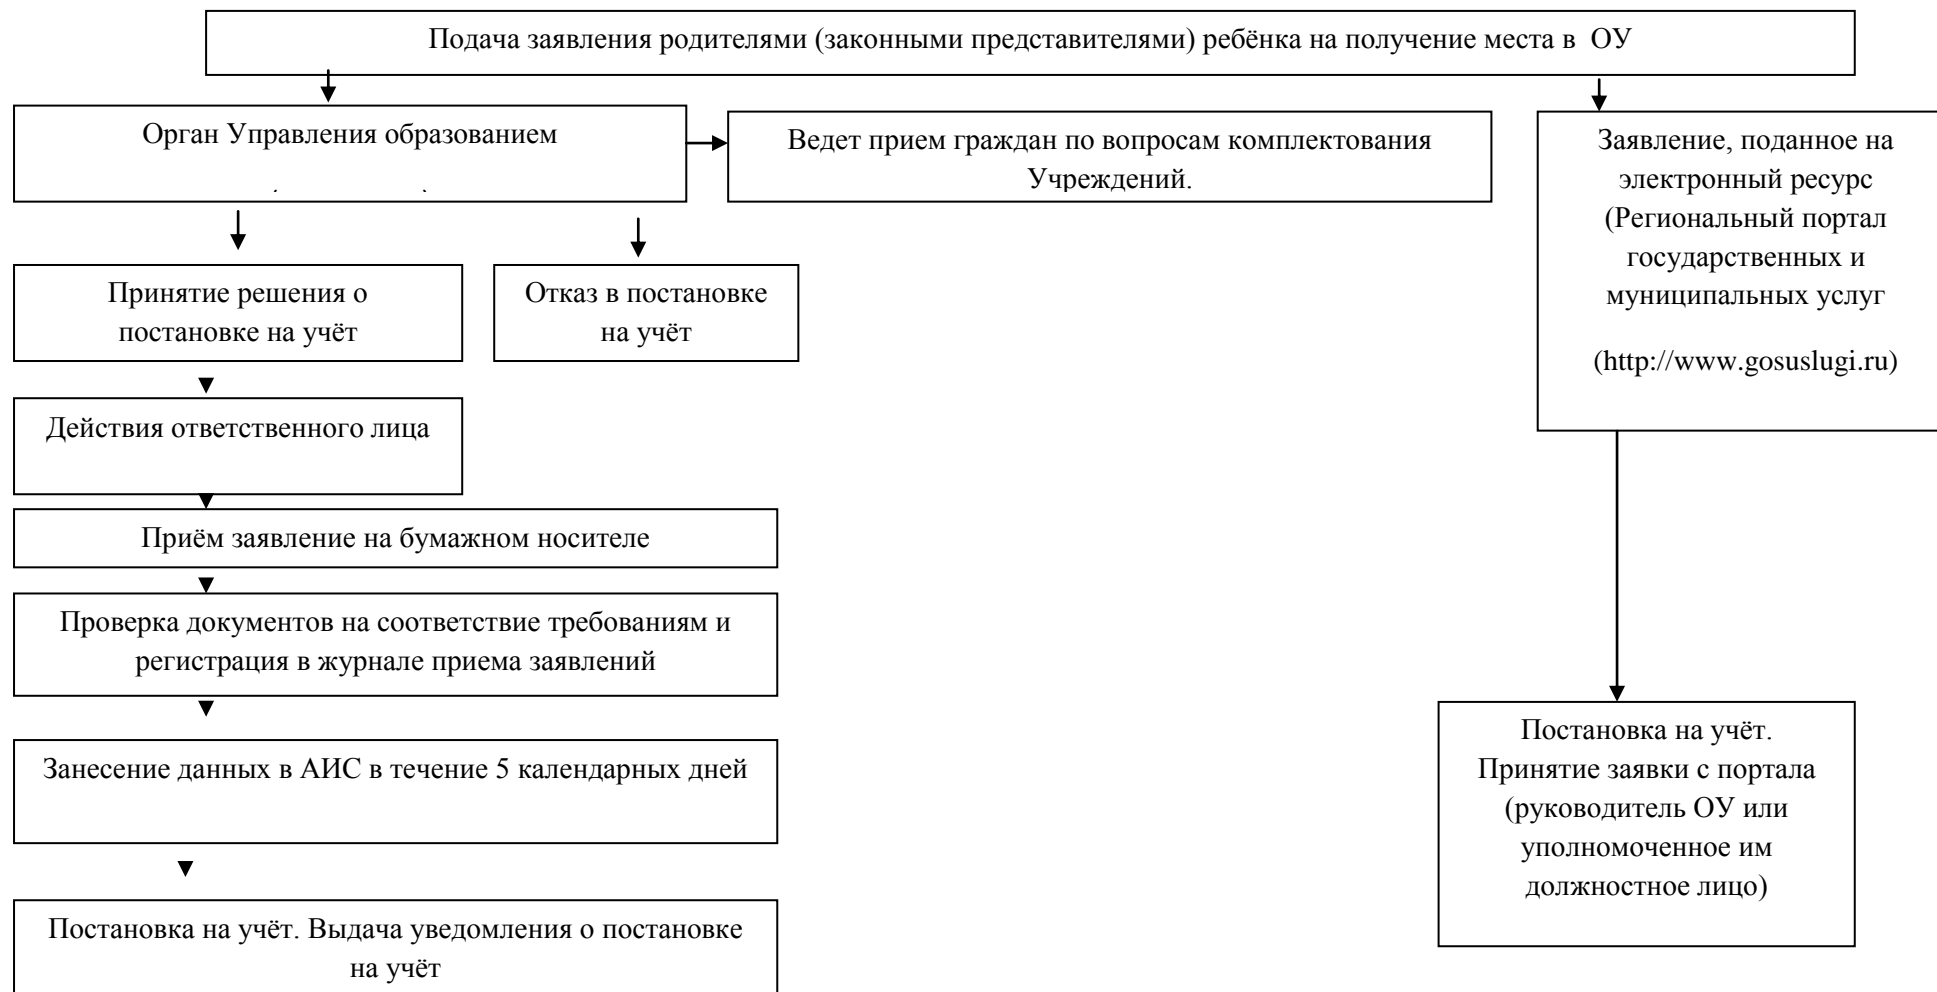 Подача заявления родителями (законными представителями) ребёнка на получение места в ОУ
Орган Управления образованием
Ведет прием граждан по вопросам комплектования
Учреждений.
Заявление, поданное на
электронный ресурс
(Региональный портал
государственных и
муниципальных услуг
(http://www.gosuslugi.ru)
Принятие решения о
постановке на учёт
Отказ в постановке
на учёт
Действия ответственного лица
Приём заявление на бумажном носителе
Проверка документов на соответствие требованиям и
регистрация в журнале приема заявлений
Занесение данных в АИС в течение 5 календарных дней
Постановка на учёт.
Принятие заявки с портала
(руководитель ОУ или
уполномоченное им
должностное лицо)
Постановка на учёт. Выдача уведомления о постановке
на учёт